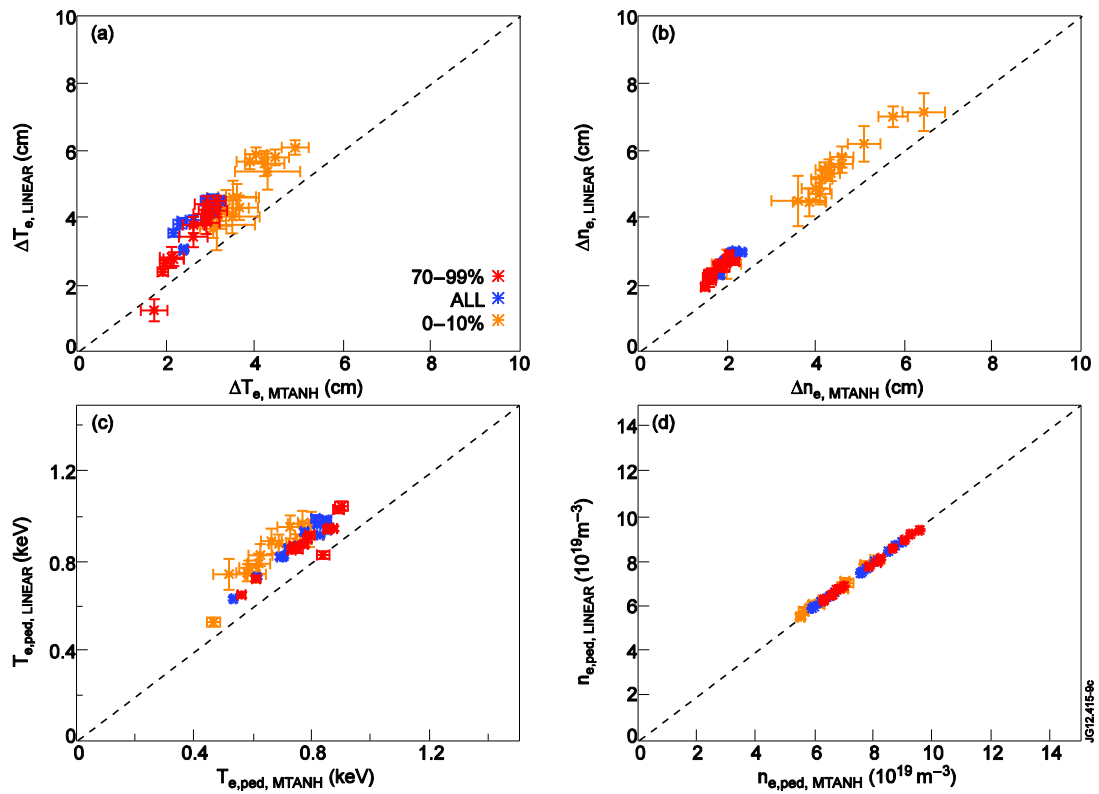 (a)
10
8
6
4
2
0
ΔTe, LINEAR (cm)
70–99%
ALL
0–10%
0 2 4 6 8 10
ΔTe, MTANH (cm)
(b)
10
8
6
4
2
0
Δne, LINEAR (cm)
0 2 4 6 8 10
Δne, MTANH (cm)
(c)
1.2
0.8
0.4
0
Te,ped, LINEAR (keV)
0 0.4 0.8 1.2
Te,ped, MTANH (keV)
(d)
14
12
10
8
6
4
2
0
ne,ped, LINEAR (10¹⁹m⁻³)
0 2 4 6 8 10 12 14
ne,ped, MTANH (10¹⁹ m⁻³)
JG12.415-9c